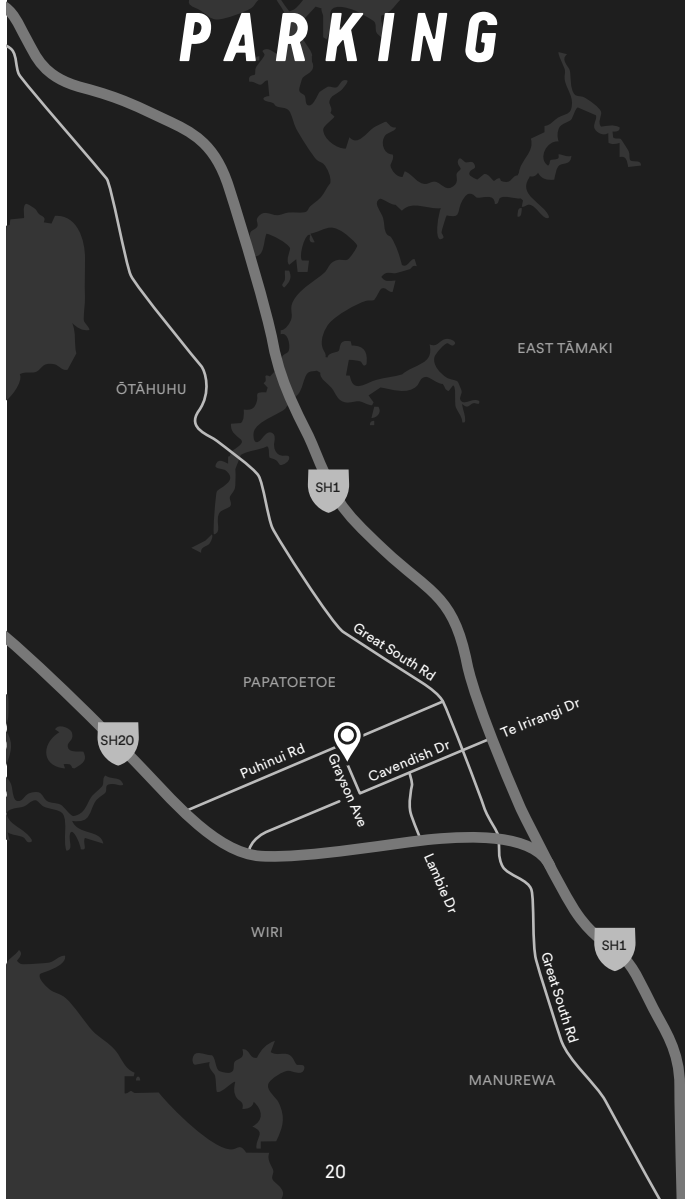 PARKING
EAST TĀMAKI
ŌTĀHUHU
SH1
Great South Rd
PAPATOETOE
Te Irirangi Dr
SH20
Puhinui Rd
Cavendish Dr
Grayson Ave
Lambie Dr
WIRI
SH1
Great South Rd
MANUREWA
20